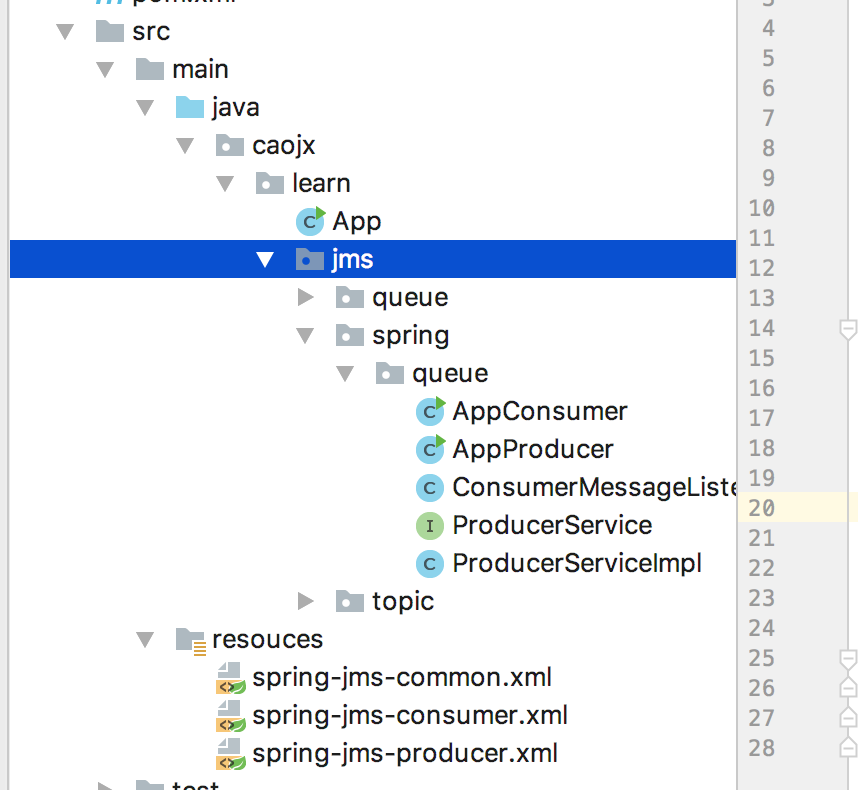 src
main
java
caojx
learn
App
jms
queue
spring
queue
AppConsumer
AppProducer
ConsumerMessageListe
ProducerService
ProducerServiceImpl
topic
resouces
spring-jms-common.xml
spring-jms-consumer.xml
spring-jms-producer.xml
4
5
6
7
8
9
10
11
12
13
14
15
16
17
18
19
20
21
22
23
24
25
26
27
28